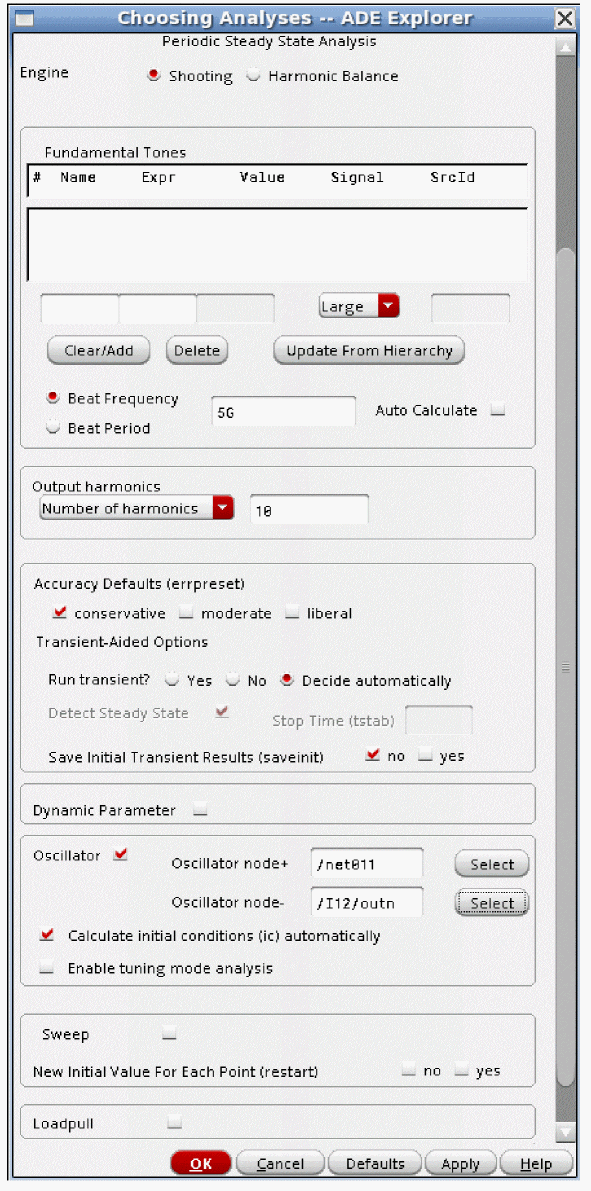 Choosing Analyses -- ADE Explorer
Periodic Steady State Analysis
Engine Shooting Harmonic Balance
Fundamental Tones
# Name Expr Value Signal SrcId
Large
Clear/Add Delete Update From Hierarchy
Beat Frequency
5G Auto Calculate
Beat Period
Output harmonics
Number of harmonics 10
Accuracy Defaults (errpreset)
conservative moderate liberal
Transient-Aided Options
Run transient? Yes No Decide automatically
Detect Steady State Stop Time (tstab)
Save Initial Transient Results (saveinit) no yes
Dynamic Parameter
Oscillator Oscillator node+ /net011 Select
Oscillator node- /I12/outn Select
Calculate initial conditions (ic) automatically
Enable tuning mode analysis
Sweep
New Initial Value For Each Point (restart) no yes
Loadpull
OK Cancel Defaults Apply Help